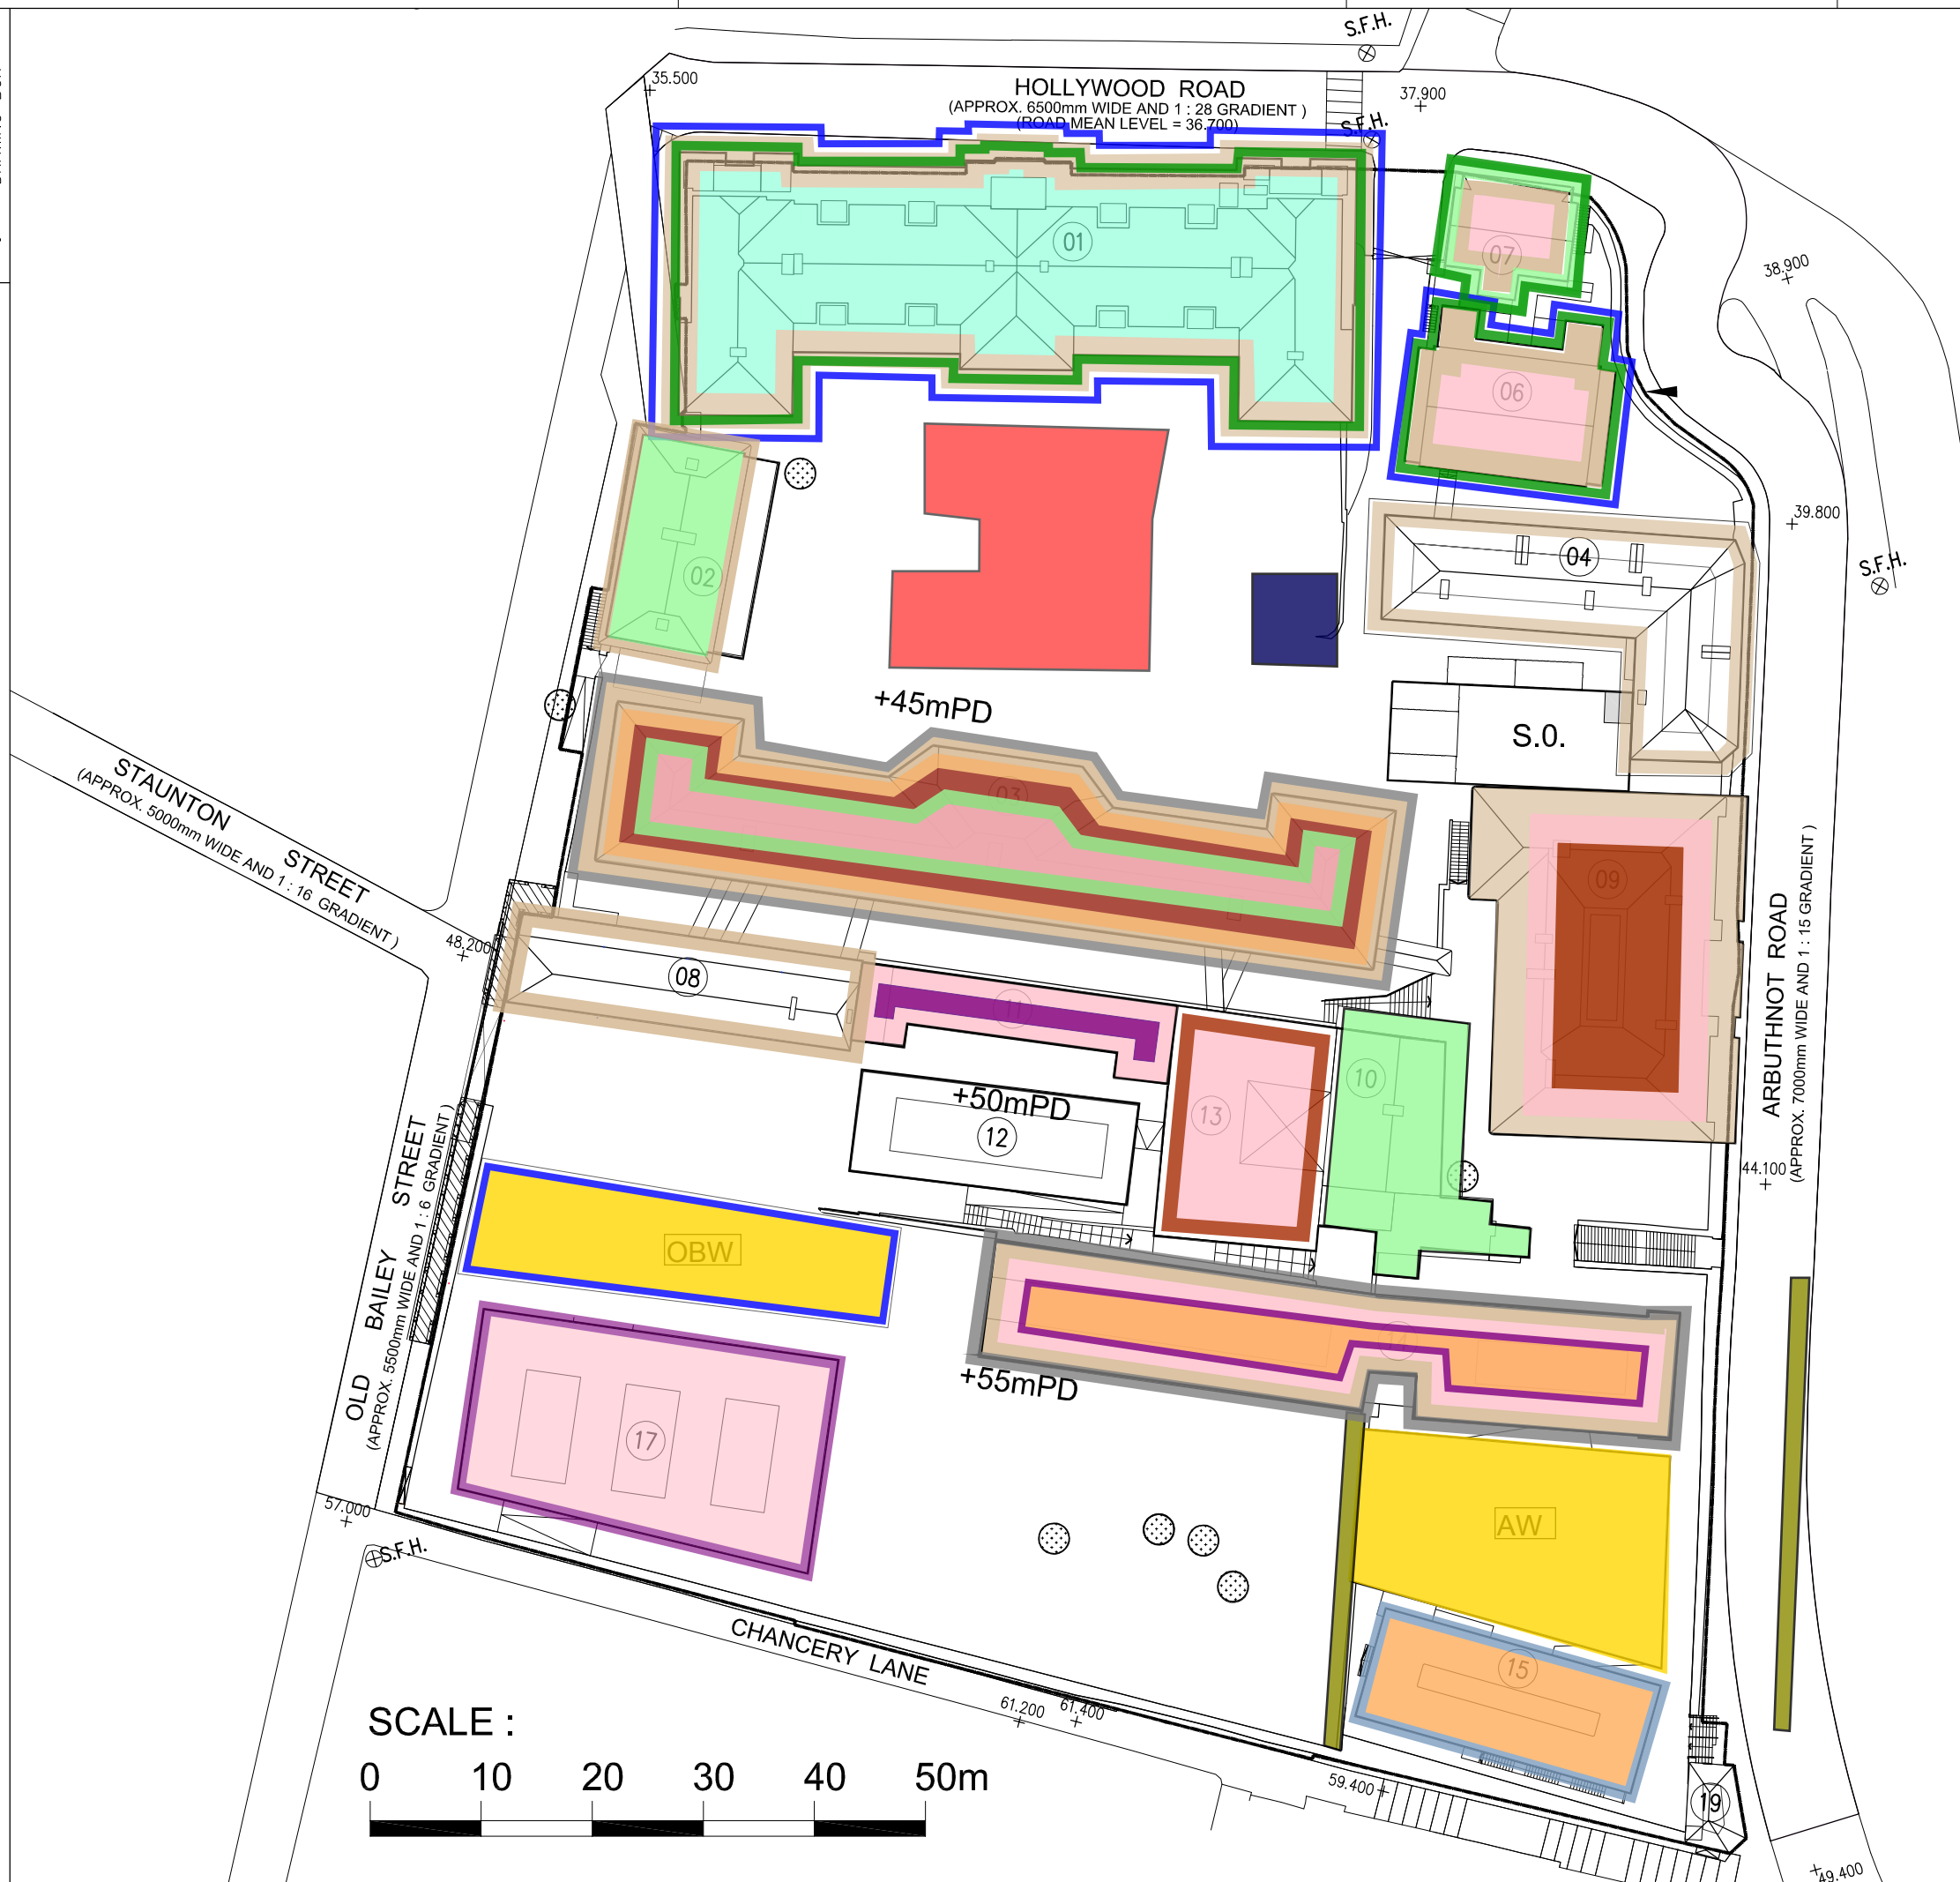 S.F.H.
35.500
HOLLYWOOD ROAD
(APPROX. 6500mm WIDE AND 1 : 28 GRADIENT )
(ROAD MEAN LEVEL = 36.700)
37.900
S.F.H.
01
07
38.900
06
39.800
04
S.F.H.
02
+45mPD
S.O.
03
STAUNTON STREET
(APPROX. 5000mm WIDE AND 1 : 16 GRADIENT )
09
48.200
08
11
10
ARBUTHNOT ROAD
(APPROX. 7000mm WIDE AND 1 : 15 GRADIENT )
+50mPD
12
13
44.100
OLD BAILEY STREET
(APPROX. 5500mm WIDE AND 1 : 6 GRADIENT )
OBW
14
+55mPD
17
57.000
S.F.H.
AW
CHANCERY LANE
15
61.200
61.400
SCALE :
0 10 20 30 40 50m
59.400
19
49.400